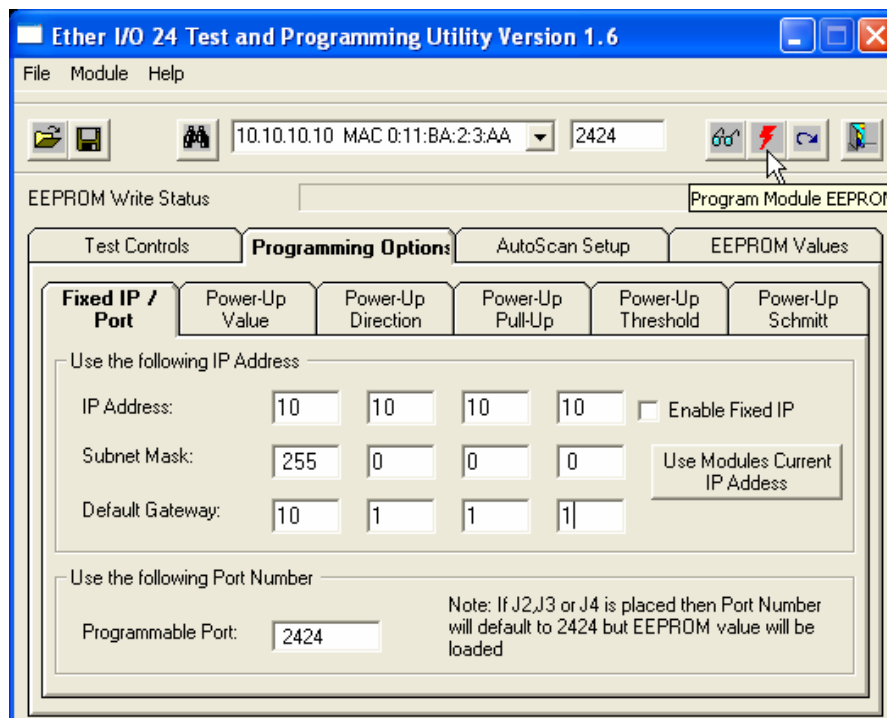 Ether I/O 24 Test and Programming Utility Version 1.6
File Module Help
10.10.10.10 MAC 0:11:BA:2:3:AA 2424
EEPROM Write Status
Program Module EEPRO
Test Controls Programming Options AutoScan Setup EEPROM Values
Fixed IP / Port Power-Up Value Power-Up Direction Power-Up Pull-Up Power-Up Threshold Power-Up Schmitt
Use the following IP Address
IP Address: 10 10 10 10 Enable Fixed IP
Subnet Mask: 255 0 0 0 Use Modules Current IP Addess
Default Gateway: 10 1 1 1
Use the following Port Number
Programmable Port: 2424
Note: If J2,J3 or J4 is placed then Port Number
will default to 2424 but EEPROM value will be
loaded